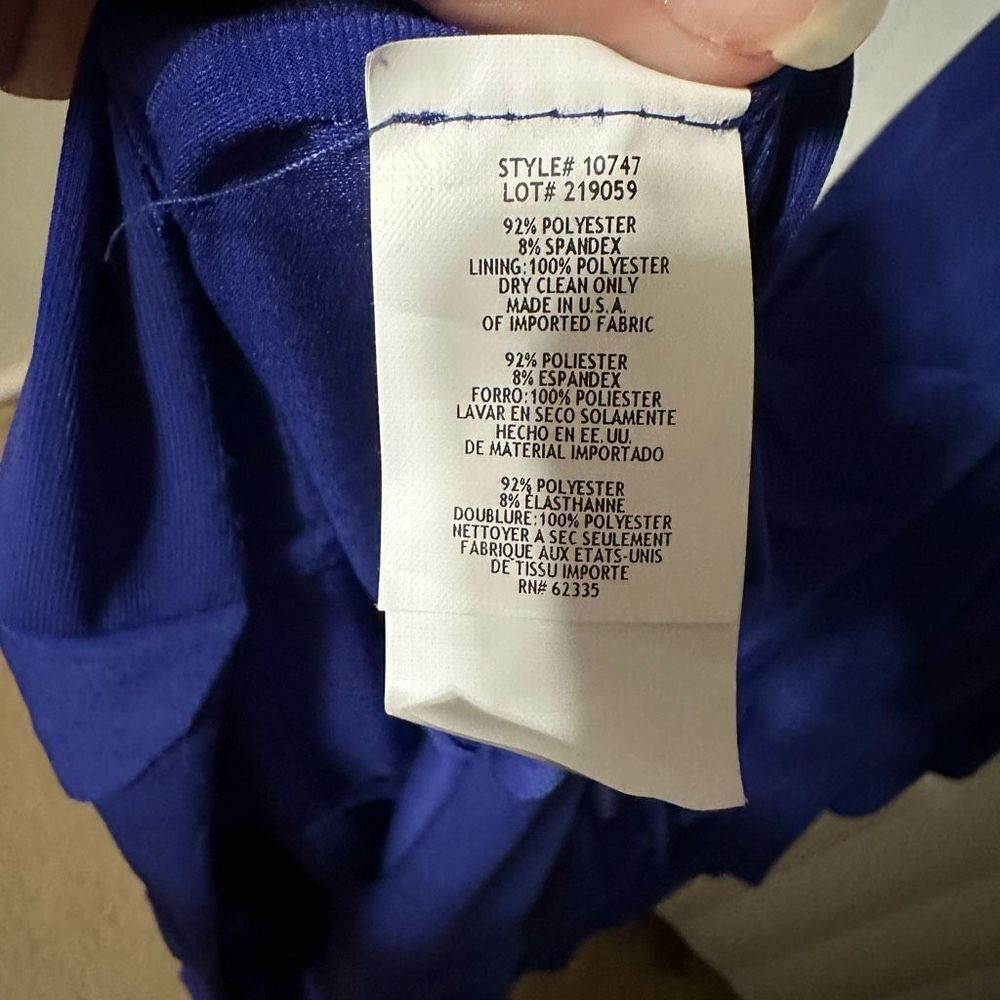 STYLE# 10747
LOT# 219059
92% POLYESTER
8% SPANDEX
LINING:100% POLYESTER
DRY CLEAN ONLY
MADE IN U.S.A.
OF IMPORTED FABRIC
92% POLIESTER
8% ESPANDEX
FORRO:100% POLIESTER
LAVAR EN SECO SOLAMENTE
HECHO EN EE. UU.
DE MATERIAL IMPORTADO
92% POLYESTER
8% ÉLASTHANNE
DOUBLURE:100% POLYESTER
NETTOYER A SEC SEULEMENT
FABRIQUE AUX ETATS-UNIS
DE TISSU IMPORTE
RN# 62335